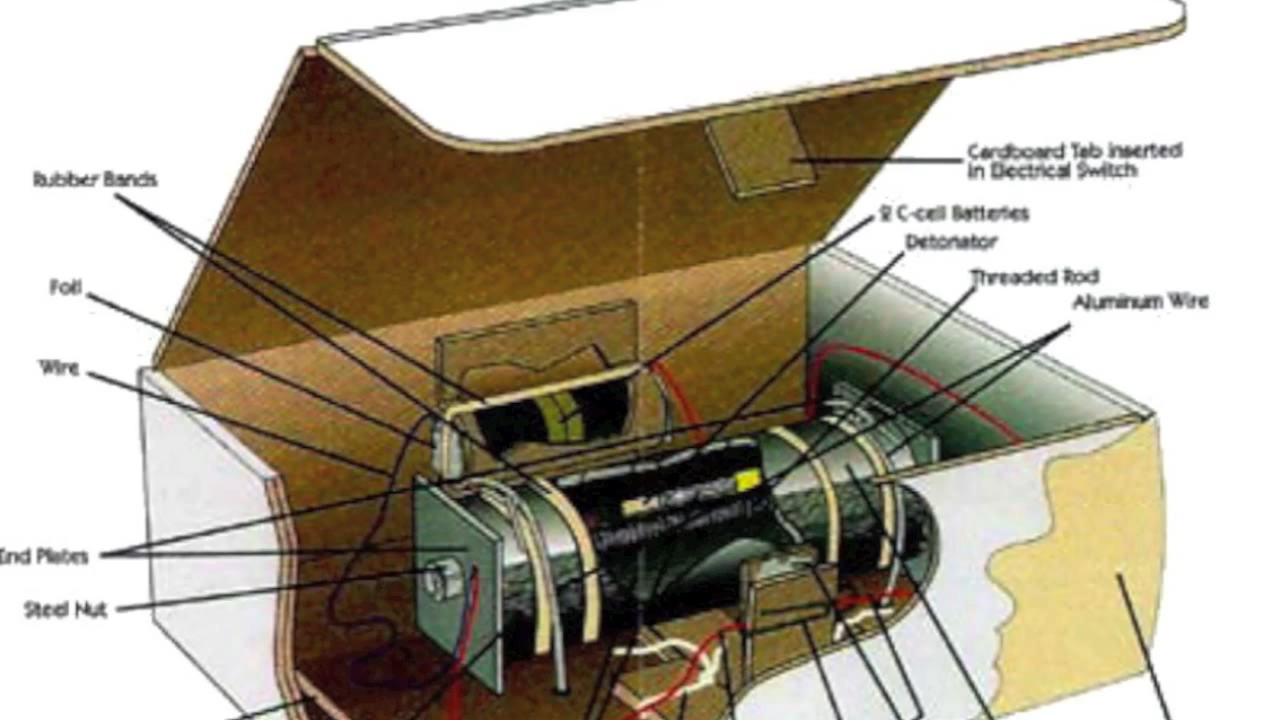 Cardboard Tab inserted
in Electrical Switch
Rubber Bands
2 C-cell Batteries
Detonator
Threaded Rod
Foil
Aluminum Wire
Wire
End Plates
Steel Nut